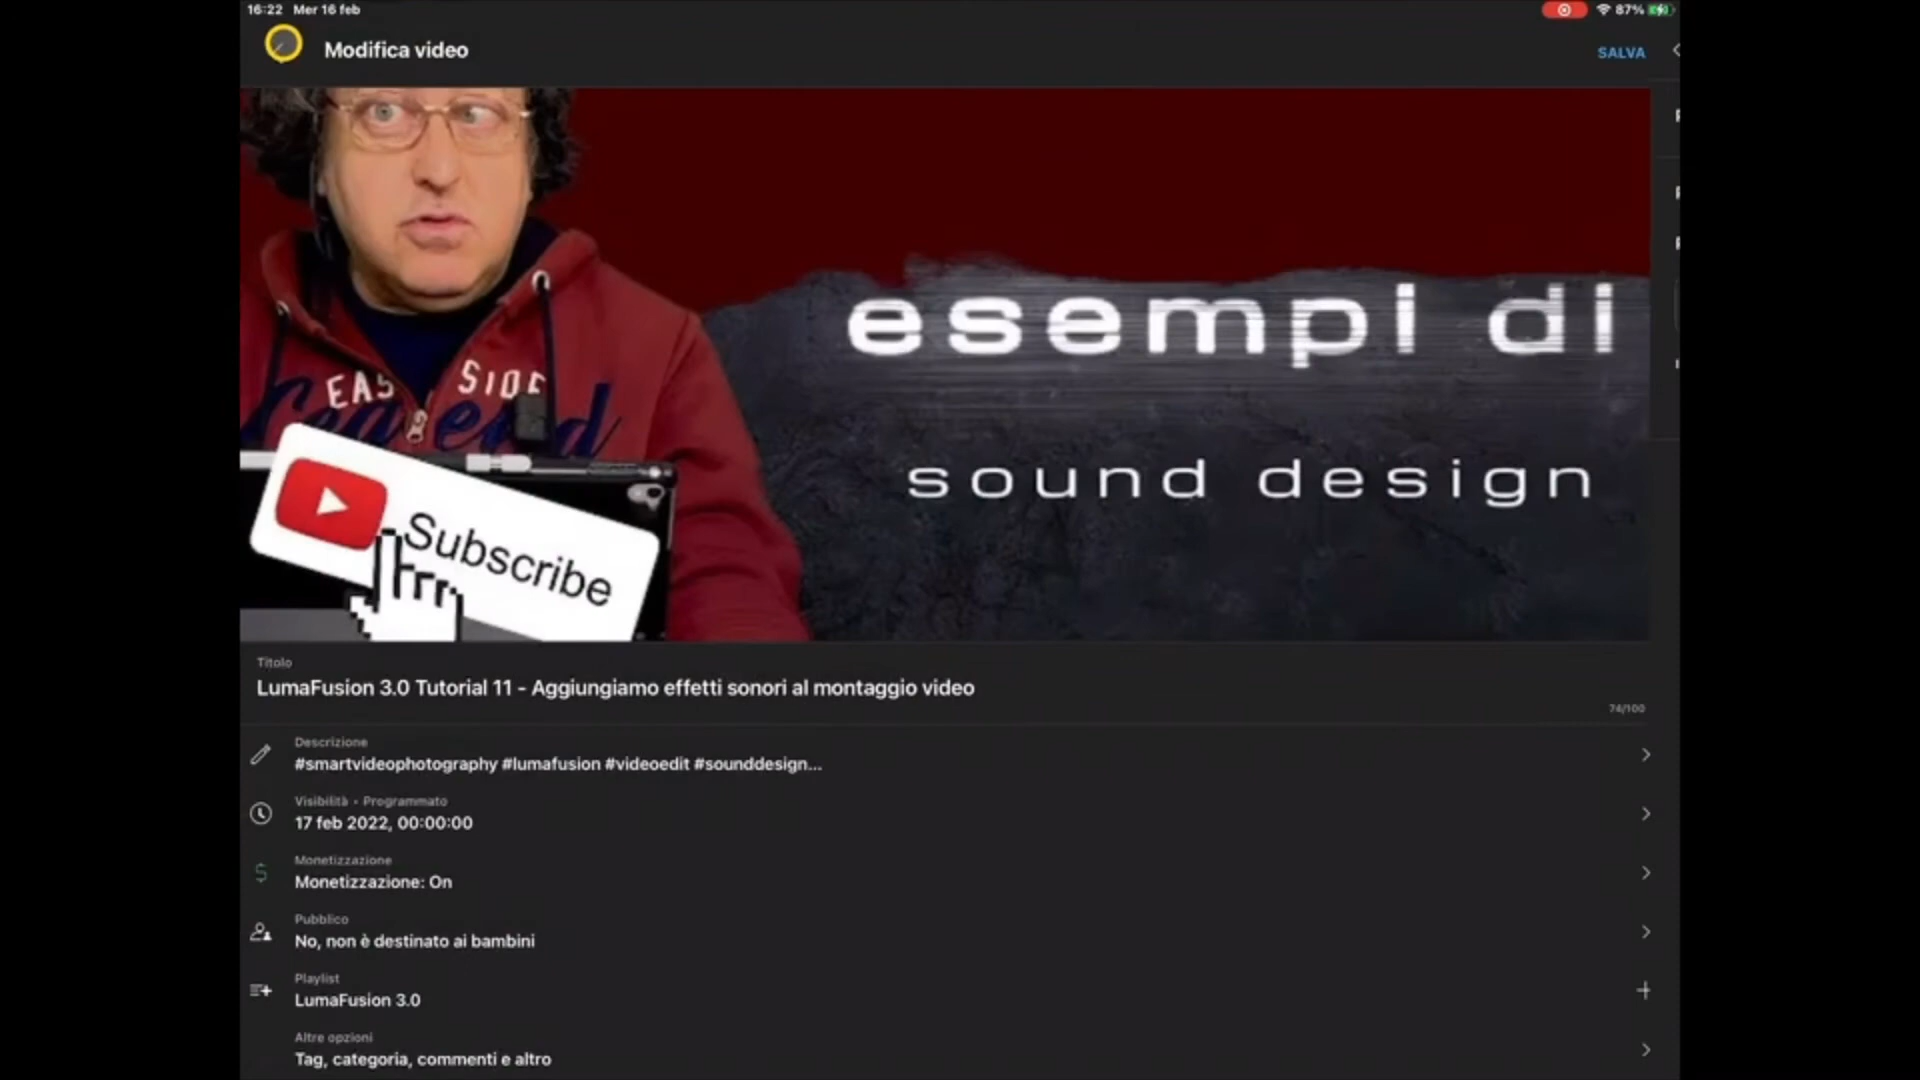 16:22 Mer 16 feb
87%
Modifica video
SALVA
esempi di
sound design
EAS SIDE
Subscribe
Titolo
LumaFusion 3.0 Tutorial 11 - Aggiungiamo effetti sonori al montaggio video
74/100
Descrizione
#smartvideophotography #lumafusion #videoedit #sounddesign...
Visibilità • Programmato
17 feb 2022, 00:00:00
Monetizzazione
Monetizzazione: On
Pubblico
No, non è destinato ai bambini
Playlist
LumaFusion 3.0
Altre opzioni
Tag, categoria, commenti e altro